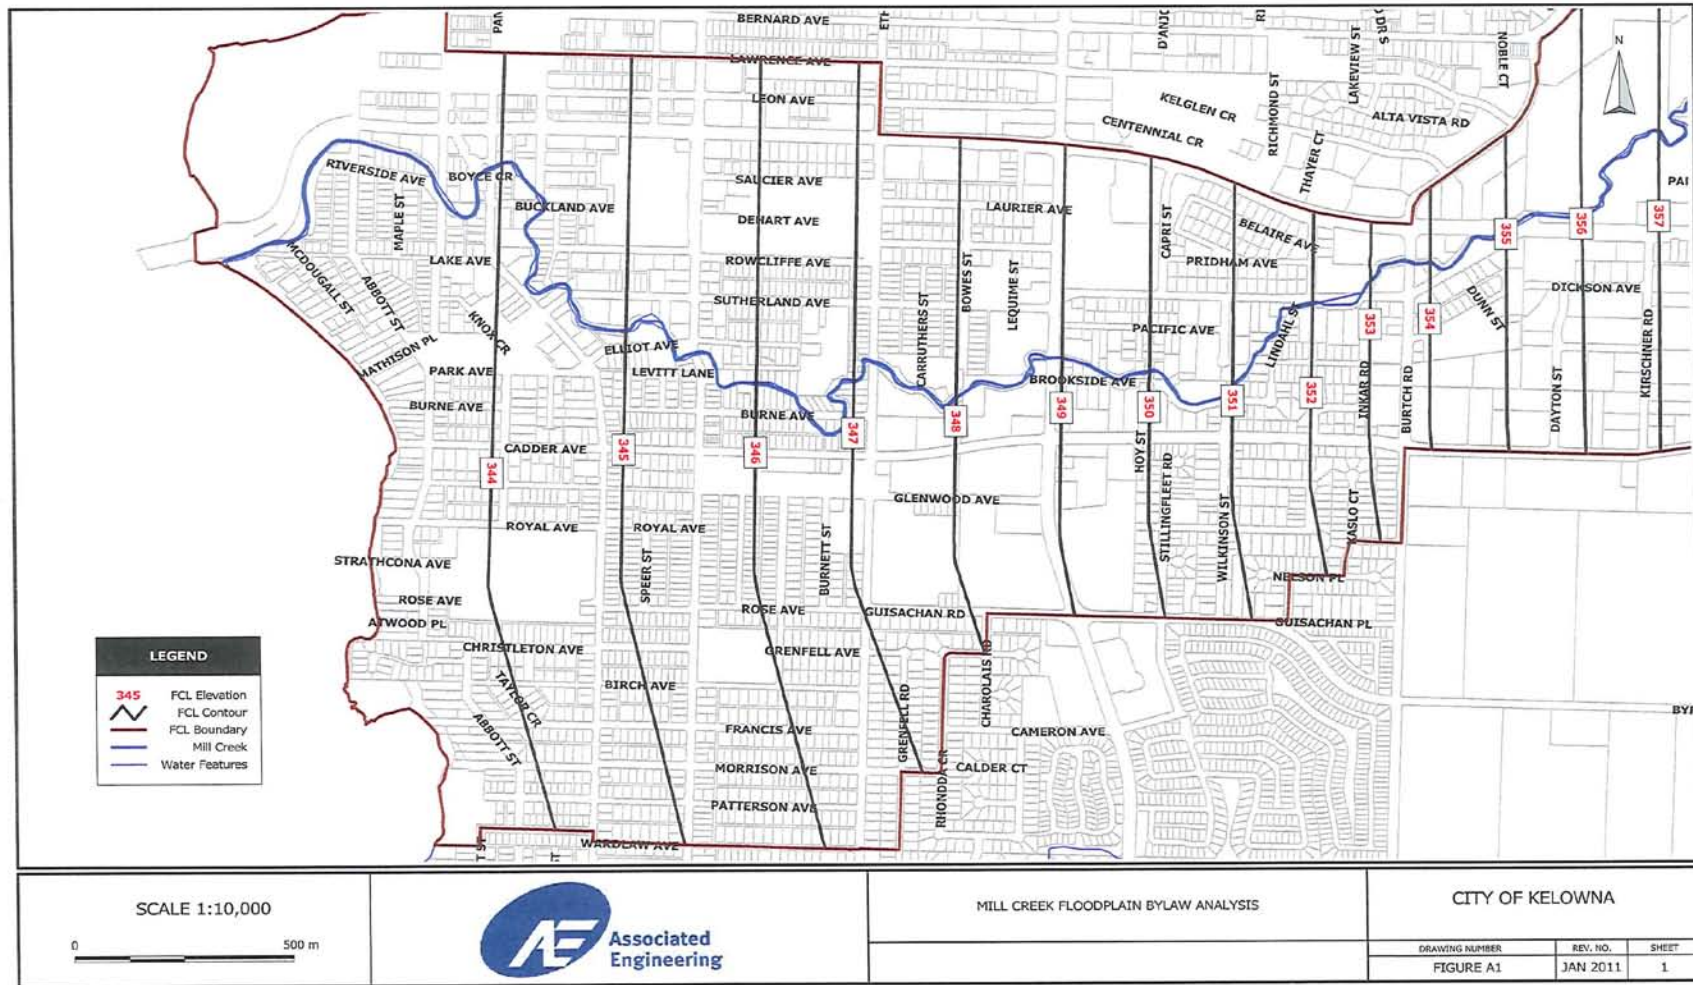 BERNARD AVE
LAWRENCE AVE
LEON AVE
D'ANJO
LAKEVIEW ST
DR S
NOBLE CT
N
KELGLEN CR
CENTENNIAL CR
RICHMOND ST
ALTA VISTA RD
THAYER CT
RIVERSIDE AVE
BOYCE CR
BUCKLAND AVE
SAUCIER AVE
DEHART AVE
LAURIER AVE
CAPRI ST
BELAIRE AVE
PRIDHAM AVE
MAPLE ST
LAKE AVE
ROWCLIFFE AVE
MCDOUGALL ST
ABBOTT ST
SUTHERLAND AVE
CARRUTHERS ST
BOWES ST
LEQUIME ST
355
356
357
PAI
DUNN ST
DICKSON AVE
KNOX CR
MATHISON PL
ELLIOT AVE
LEVITT LANE
PACIFIC AVE
LINDAHL ST
353
354
KIRSCHNER RD
PARK AVE
BURNE AVE
BURNE AVE
BROOKSIDE AVE
INKAR RD
BURTCH RD
DAYTON ST
CADDER AVE
344
345
346
347
348
349
350
351
352
HOY ST
STILLINGFLEET RD
WILKINSON ST
KASLO CT
GLENWOOD AVE
ROYAL AVE
ROYAL AVE
BURNETT ST
SPEER ST
STRATHCONA AVE
NELSON PL
ROSE AVE
ROSE AVE
GUISACHAN RD
GUISACHAN PL
ATWOOD PL
CHRISTLETON AVE
GRENFELL AVE
CHAROLAIS RD
TAYLOR CR
BIRCH AVE
ABBOTT ST
FRANCIS AVE
GRENFELL RD
CAMERON AVE
MORRISON AVE
CALDER CT
RHONDDA CR
PATTERSON AVE
WARDLAW AVE
T ST
LEGEND
345 FCL Elevation
FCL Contour
FCL Boundary
Mill Creek
Water Features
SCALE 1:10,000
0 500 m
AE Associated
Engineering
MILL CREEK FLOODPLAIN BYLAW ANALYSIS
CITY OF KELOWNA
DRAWING NUMBER REV. NO. SHEET
FIGURE A1 JAN 2011 1